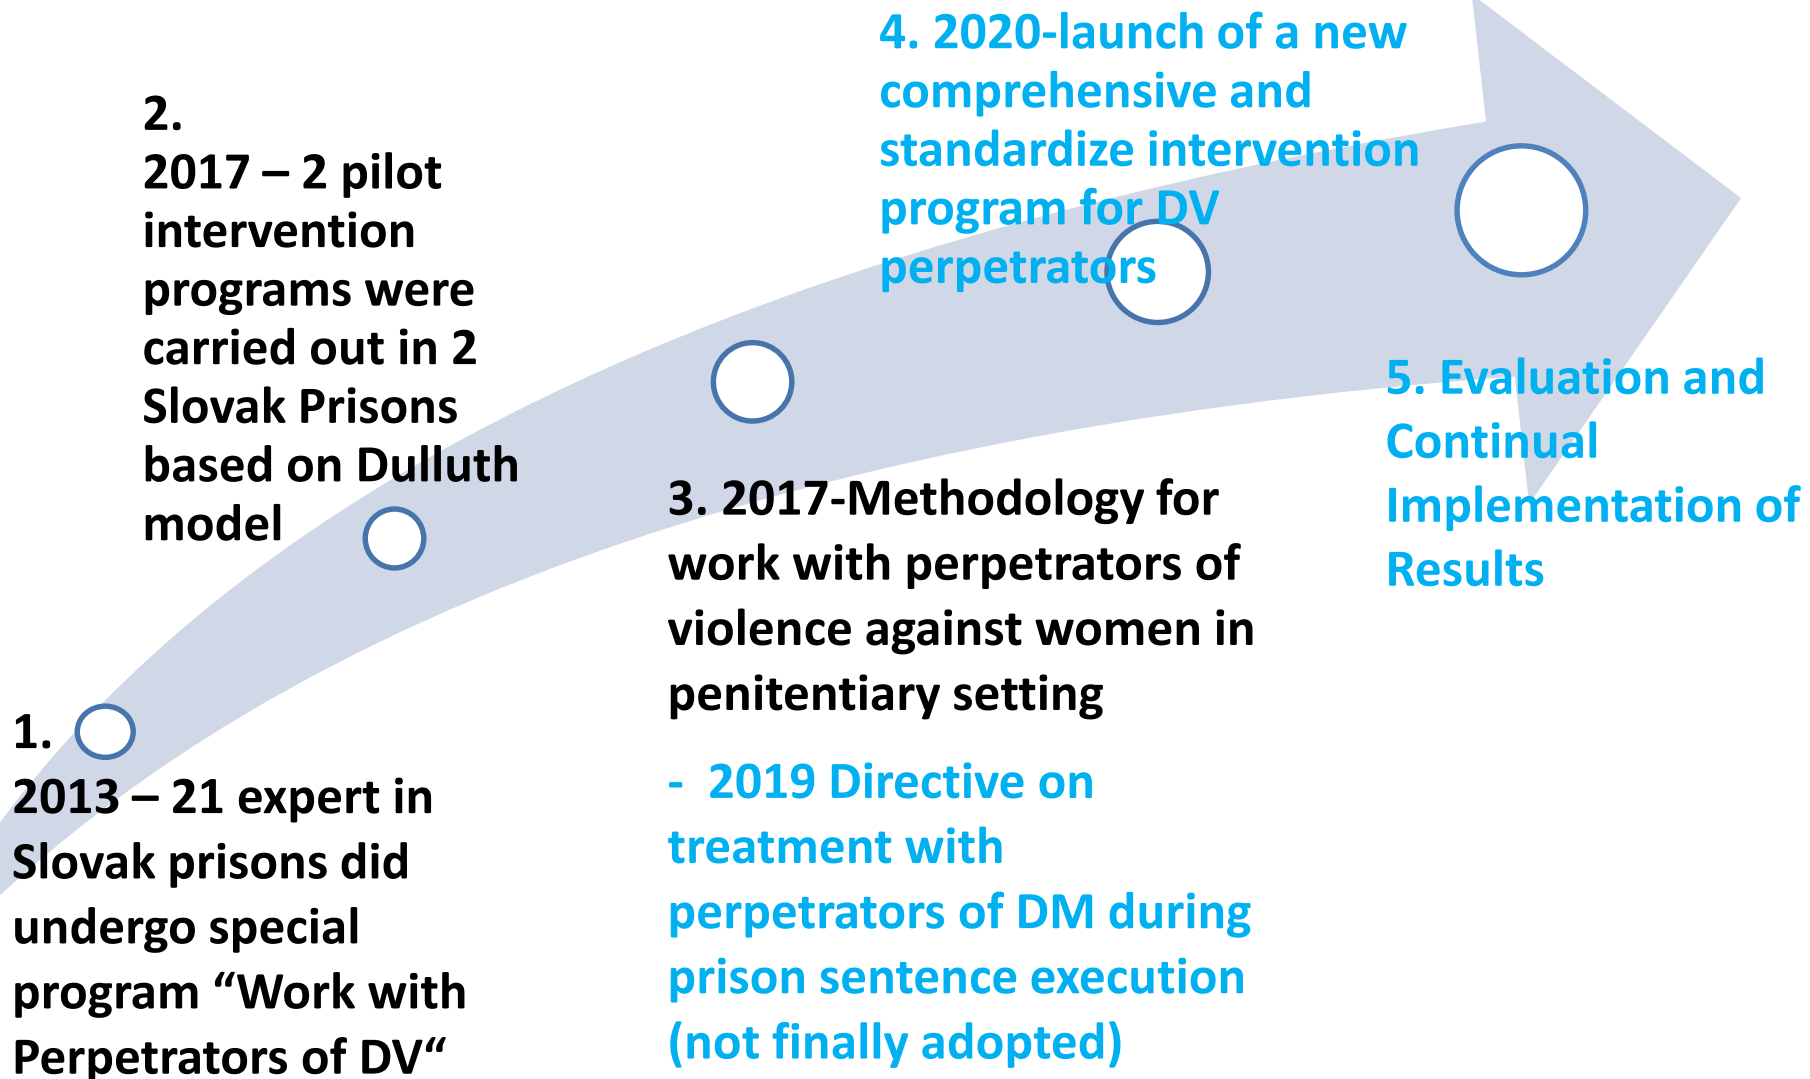 1.
2013 – 21 expert in
Slovak prisons did
undergo special
program “Work with
Perpetrators of DV“
2.
2017 – 2 pilot
intervention
programs were
carried out in 2
Slovak Prisons
based on Dulluth
model
3. 2017-Methodology for
work with perpetrators of
violence against women in
penitentiary setting
- 2019 Directive on
treatment with
perpetrators of DM during
prison sentence execution
(not finally adopted)
4. 2020-launch of a new
comprehensive and
standardize intervention
program for DV
perpetrators
5. Evaluation and
Continual
Implementation of
Results